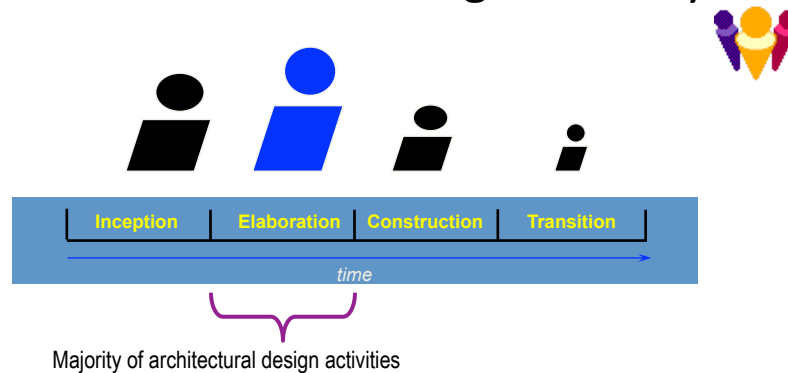 Inception Elaboration Construction Transition
time
Majority of architectural design activities